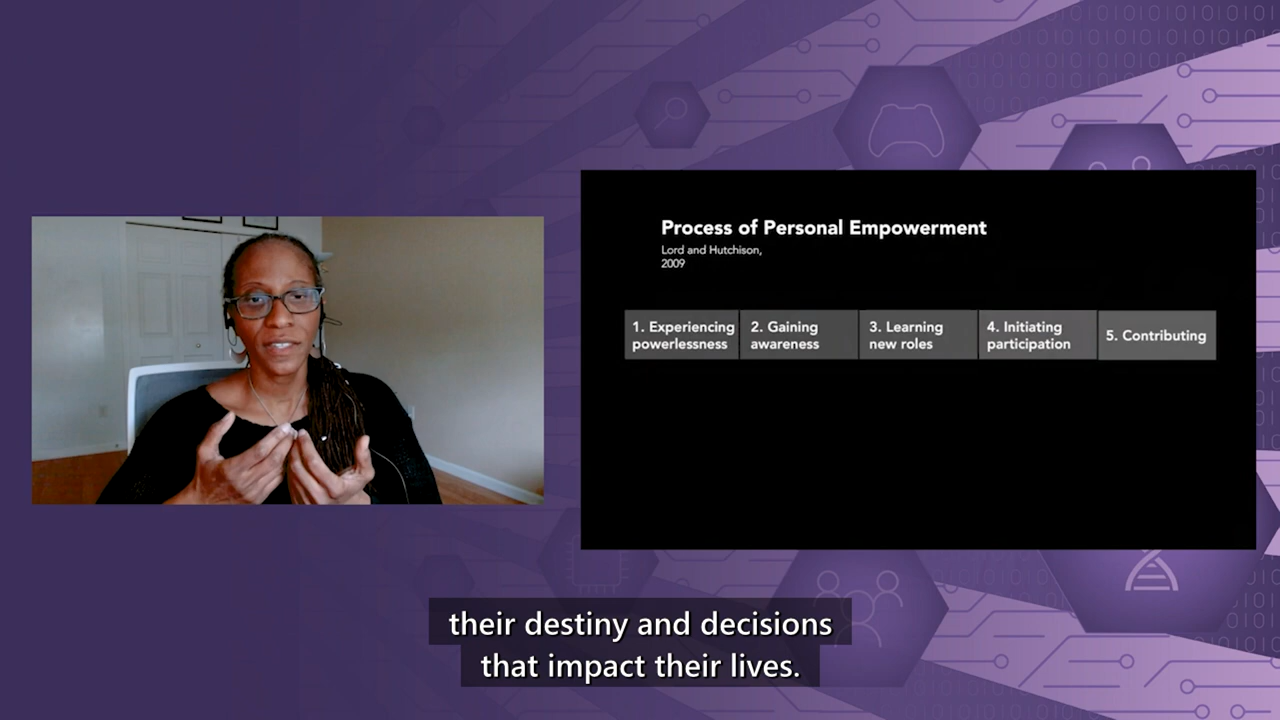 Process of Personal Empowerment
Lord and Hutchison,
2009
1. Experiencing
powerlessness
2. Gaining
awareness
3. Learning
new roles
4. Initiating
participation
5. Contributing
their destiny and decisions
that impact their lives.